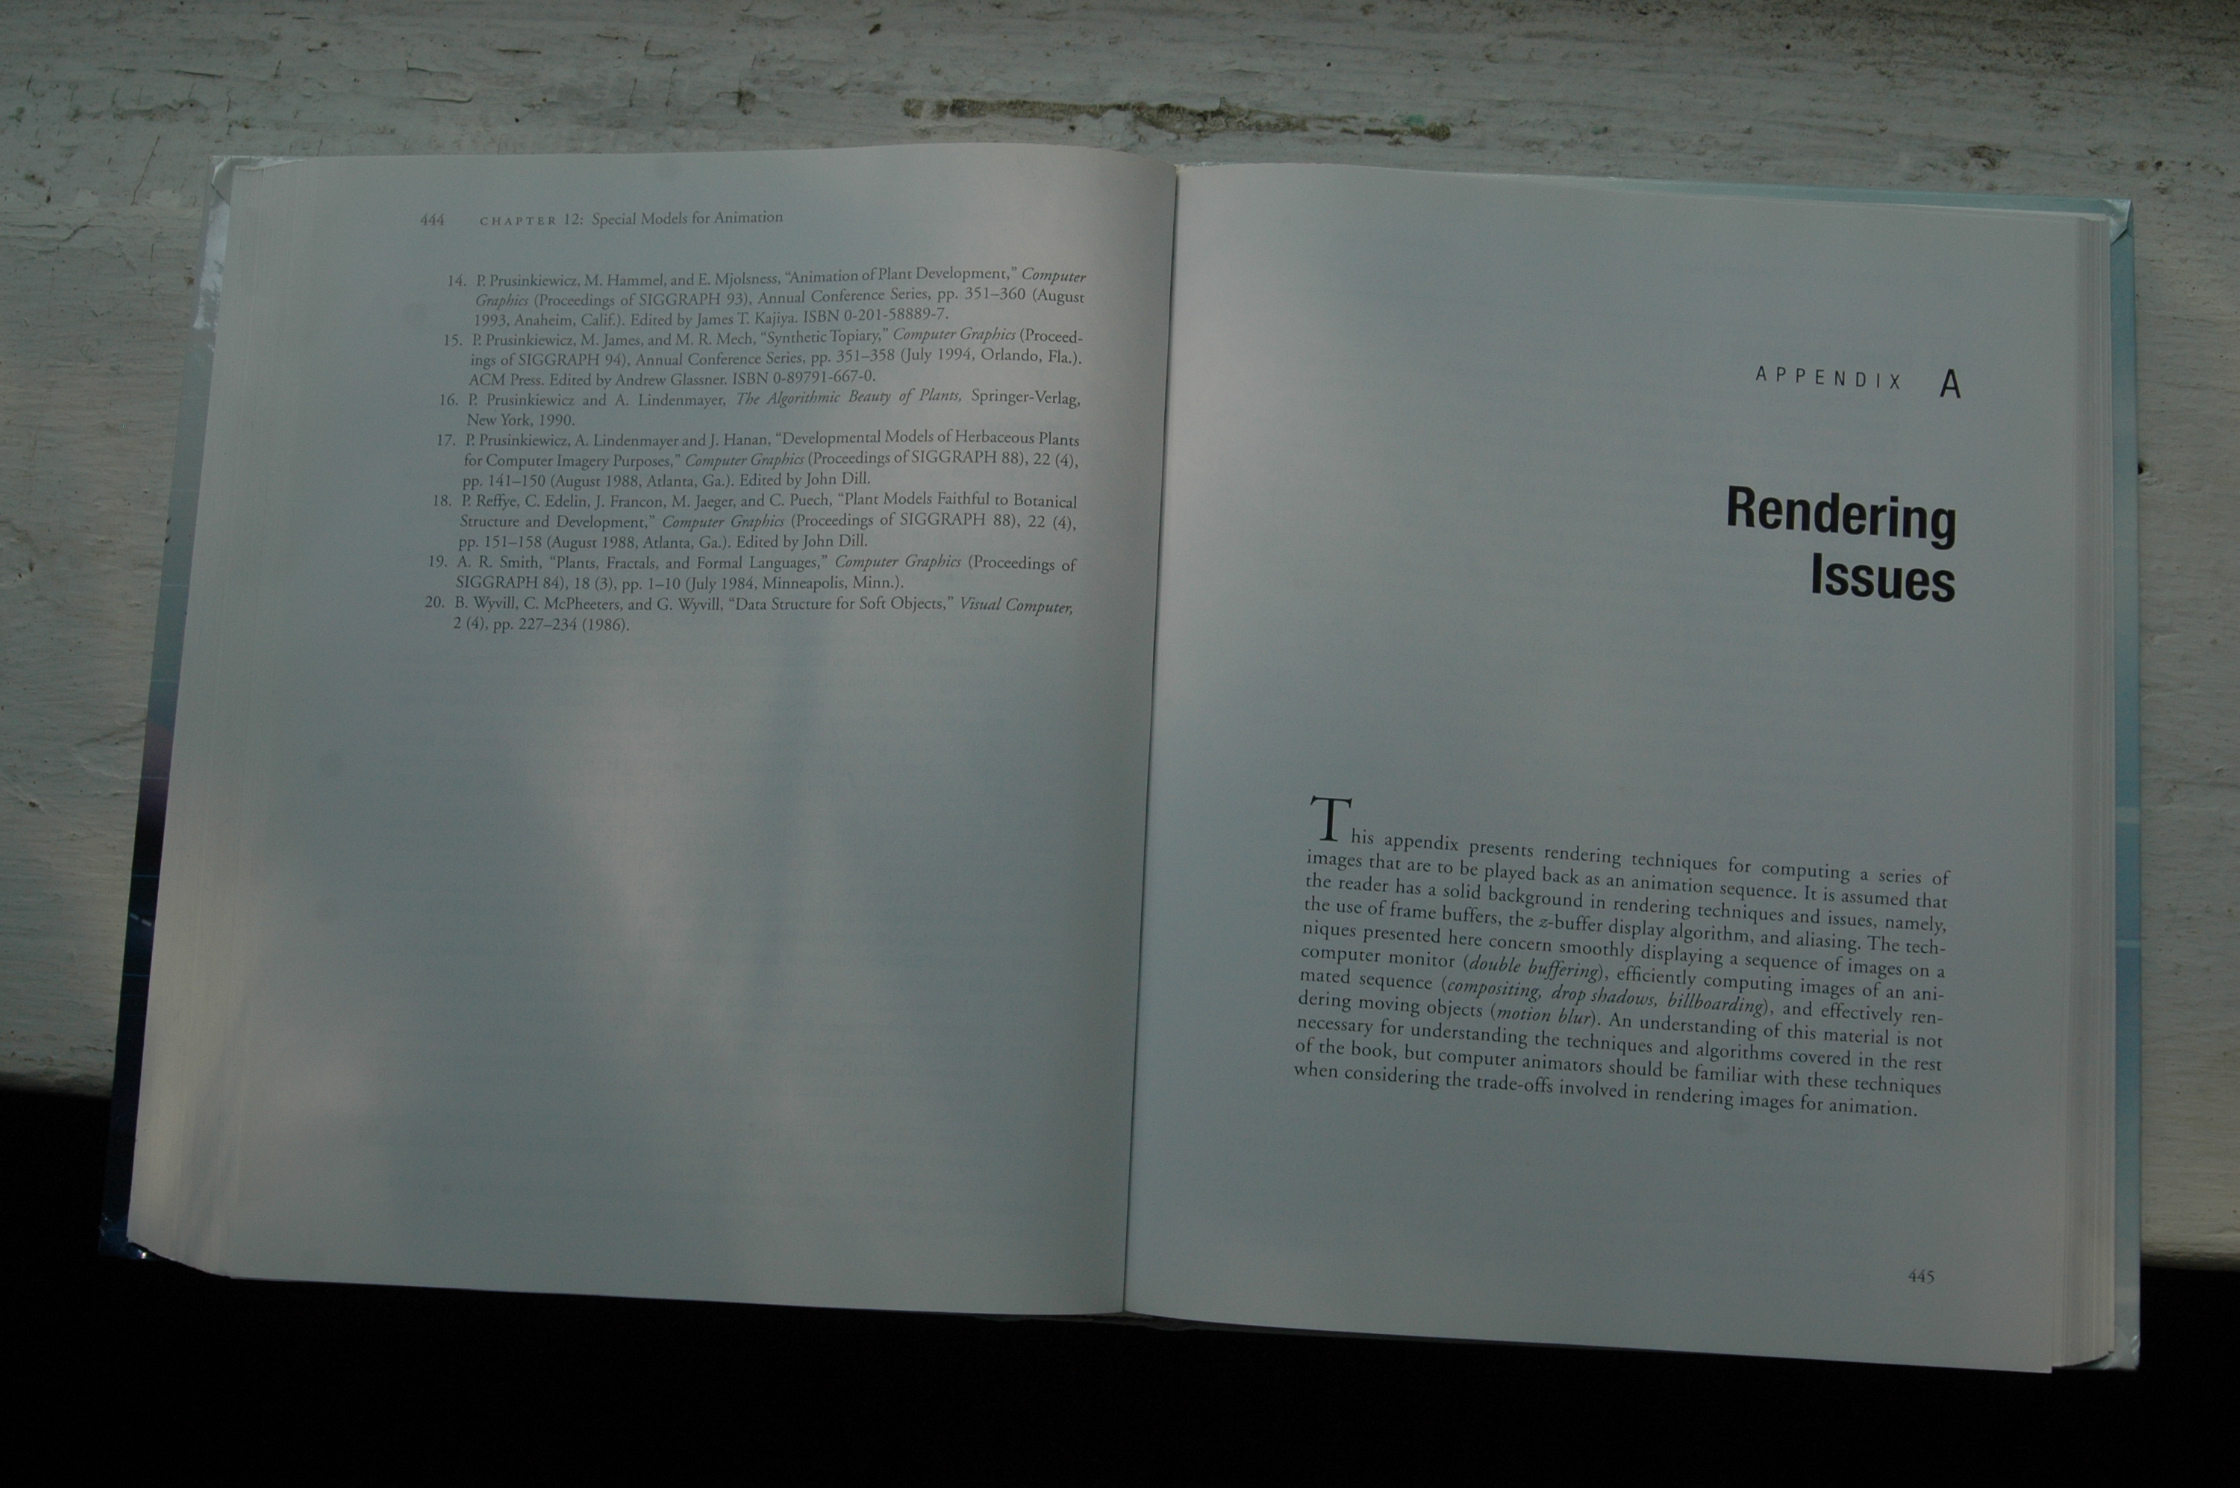 444 CHAPTER 12: Special Models for Animation
14. P. Prusinkiewicz, M. Hammel, and E. Mjolsness, “Animation of Plant Development,” Computer
Graphics (Proceedings of SIGGRAPH 93), Annual Conference Series, pp. 351–360 (August
1993, Anaheim, Calif.). Edited by James T. Kajiya. ISBN 0-201-58889-7.
15. P. Prusinkiewicz, M. James, and M. R. Mech, “Synthetic Topiary,” Computer Graphics (Proceed-
ings of SIGGRAPH 94), Annual Conference Series, pp. 351–358 (July 1994, Orlando, Fla.).
ACM Press. Edited by Andrew Glassner. ISBN 0-89791-667-0.
16. P. Prusinkiewicz and A. Lindenmayer, The Algorithmic Beauty of Plants, Springer-Verlag,
New York, 1990.
17. P. Prusinkiewicz, A. Lindenmayer and J. Hanan, “Developmental Models of Herbaceous Plants
for Computer Imagery Purposes,” Computer Graphics (Proceedings of SIGGRAPH 88), 22 (4),
pp. 141–150 (August 1988, Atlanta, Ga.). Edited by John Dill.
18. P. Reffye, C. Edelin, J. Francon, M. Jaeger, and C. Puech, “Plant Models Faithful to Botanical
Structure and Development,” Computer Graphics (Proceedings of SIGGRAPH 88), 22 (4),
pp. 151–158 (August 1988, Atlanta, Ga.). Edited by John Dill.
19. A. R. Smith, “Plants, Fractals, and Formal Languages,” Computer Graphics (Proceedings of
SIGGRAPH 84), 18 (3), pp. 1–10 (July 1984, Minneapolis, Minn.).
20. B. Wyvill, C. McPheeters, and G. Wyvill, “Data Structure for Soft Objects,” Visual Computer,
2 (4), pp. 227–234 (1986).
APPENDIX A
Rendering
Issues
This appendix presents rendering techniques for computing a series of
images that are to be played back as an animation sequence. It is assumed that
the reader has a solid background in rendering techniques and issues, namely,
the use of frame buffers, the z-buffer display algorithm, and aliasing. The tech-
niques presented here concern smoothly displaying a sequence of images on a
computer monitor (double buffering), efficiently computing images of an ani-
mated sequence (compositing, drop shadows, billboarding), and effectively ren-
dering moving objects (motion blur). An understanding of this material is not
necessary for understanding the techniques and algorithms covered in the rest
of the book, but computer animators should be familiar with these techniques
when considering the trade-offs involved in rendering images for animation.
445